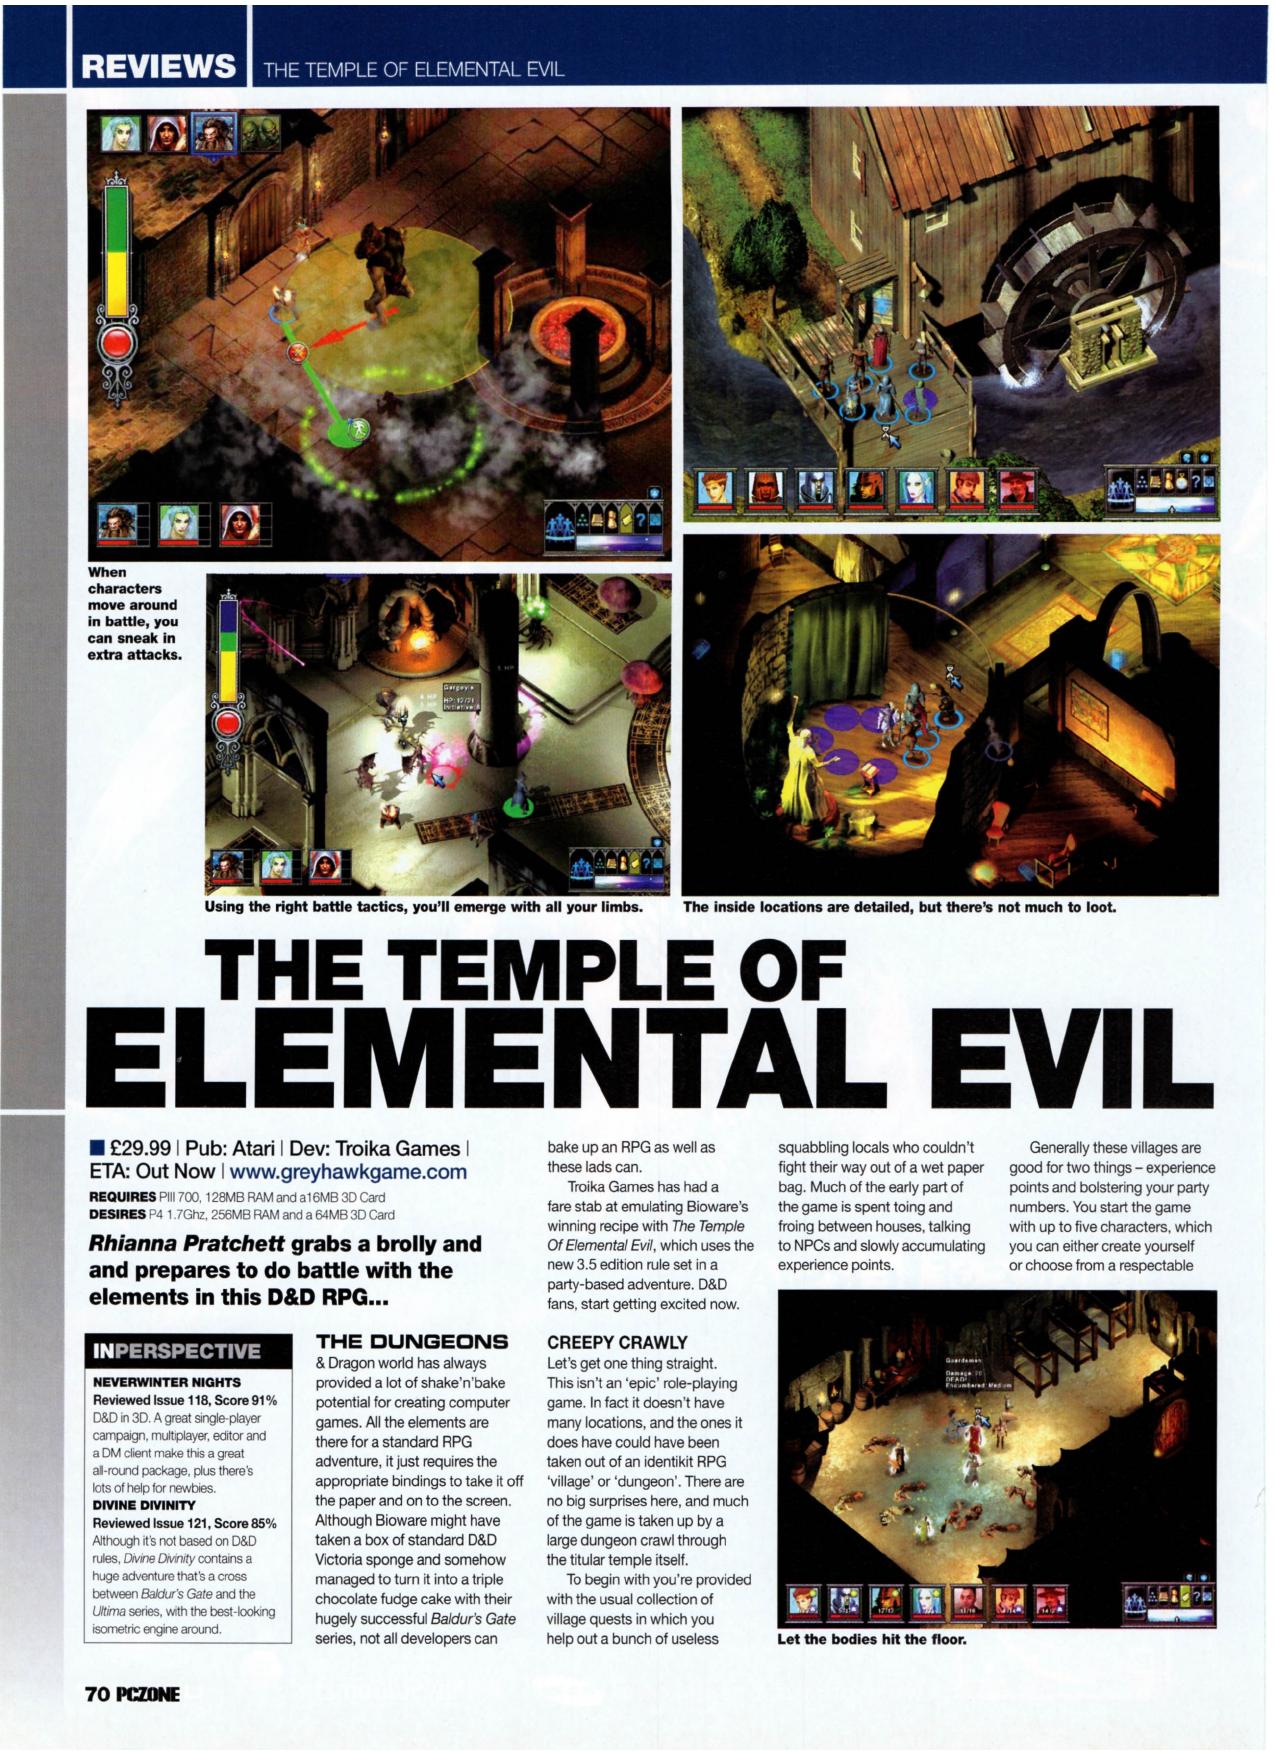 REVIEWS
THE TEMPLE OF ELEMENTAL EVIL
When
characters
move around
in battle, you
can sneak in
extra attacks.
Gargoyle
HP: 12/21
Using the right battle tactics, you'll emerge with all your limbs.
The inside locations are detailed, but there's not much to loot.
THE TEMPLE OF
ELEMENTAL EVIL
£29.99 | Pub: Atari | Dev: Troika Games |
ETA: Out Now | www.greyhawkgame.com
REQUIRES PIII 700, 128MB RAM and a16MB 3D Card
DESIRES P4 1.7Ghz, 256MB RAM and a 64MB 3D Card
Rhianna Pratchett grabs a brolly and
and prepares to do battle with the
elements in this D&D RPG...
INPERSPECTIVE
NEVERWINTER NIGHTS
Reviewed Issue 118, Score 91%
D&D in 3D. A great single-player
campaign, multiplayer, editor and
a DM client make this a great
all-round package, plus there's
lots of help for newbies.
DIVINE DIVINITY
Reviewed Issue 121, Score 85%
Although it's not based on D&D
rules, Divine Divinity contains a
huge adventure that's a cross
between Baldur's Gate and the
Ultima series, with the best-looking
isometric engine around.
THE DUNGEONS
& Dragon world has always
provided a lot of shake'n'bake
potential for creating computer
games. All the elements are
there for a standard RPG
adventure, it just requires the
appropriate bindings to take it off
the paper and on to the screen.
Although Bioware might have
taken a box of standard D&D
Victoria sponge and somehow
managed to turn it into a triple
chocolate fudge cake with their
hugely successful Baldur's Gate
series, not all developers can
bake up an RPG as well as
these lads can.
Troika Games has had a
fare stab at emulating Bioware's
winning recipe with The Temple
Of Elemental Evil, which uses the
new 3.5 edition rule set in a
party-based adventure. D&D
fans, start getting excited now.
CREEPY CRAWLY
Let's get one thing straight.
This isn't an 'epic' role-playing
game. In fact it doesn't have
many locations, and the ones it
does have could have been
taken out of an identikit RPG
'village' or 'dungeon'. There are
no big surprises here, and much
of the game is taken up by a
large dungeon crawl through
the titular temple itself.
To begin with you're provided
with the usual collection of
village quests in which you
help out a bunch of useless
squabbling locals who couldn't
fight their way out of a wet paper
bag. Much of the early part of
the game is spent toing and
froing between houses, talking
to NPCs and slowly accumulating
experience points.
Generally these villages are
good for two things – experience
points and bolstering your party
numbers. You start the game
with up to five characters, which
you can either create yourself
or choose from a respectable
Guardsman
DEAD!
Encumbered: Medium
Let the bodies hit the floor.
70 PCZONE